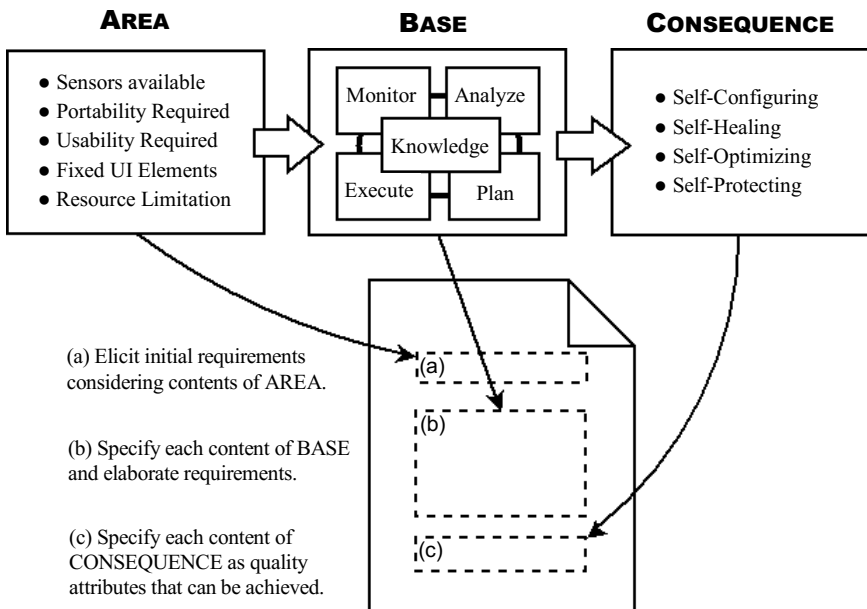 AREA
● Sensors available
● Portability Required
● Usability Required
● Fixed UI Elements
● Resource Limitation
BASE
Monitor
Analyze
Knowledge
Execute
Plan
CONSEQUENCE
● Self-Configuring
● Self-Healing
● Self-Optimizing
● Self-Protecting
(a) Elicit initial requirements
considering contents of AREA.
(b) Specify each content of BASE
and elaborate requirements.
(c) Specify each content of
CONSEQUENCE as quality
attributes that can be achieved.
(a)
(b)
(c)